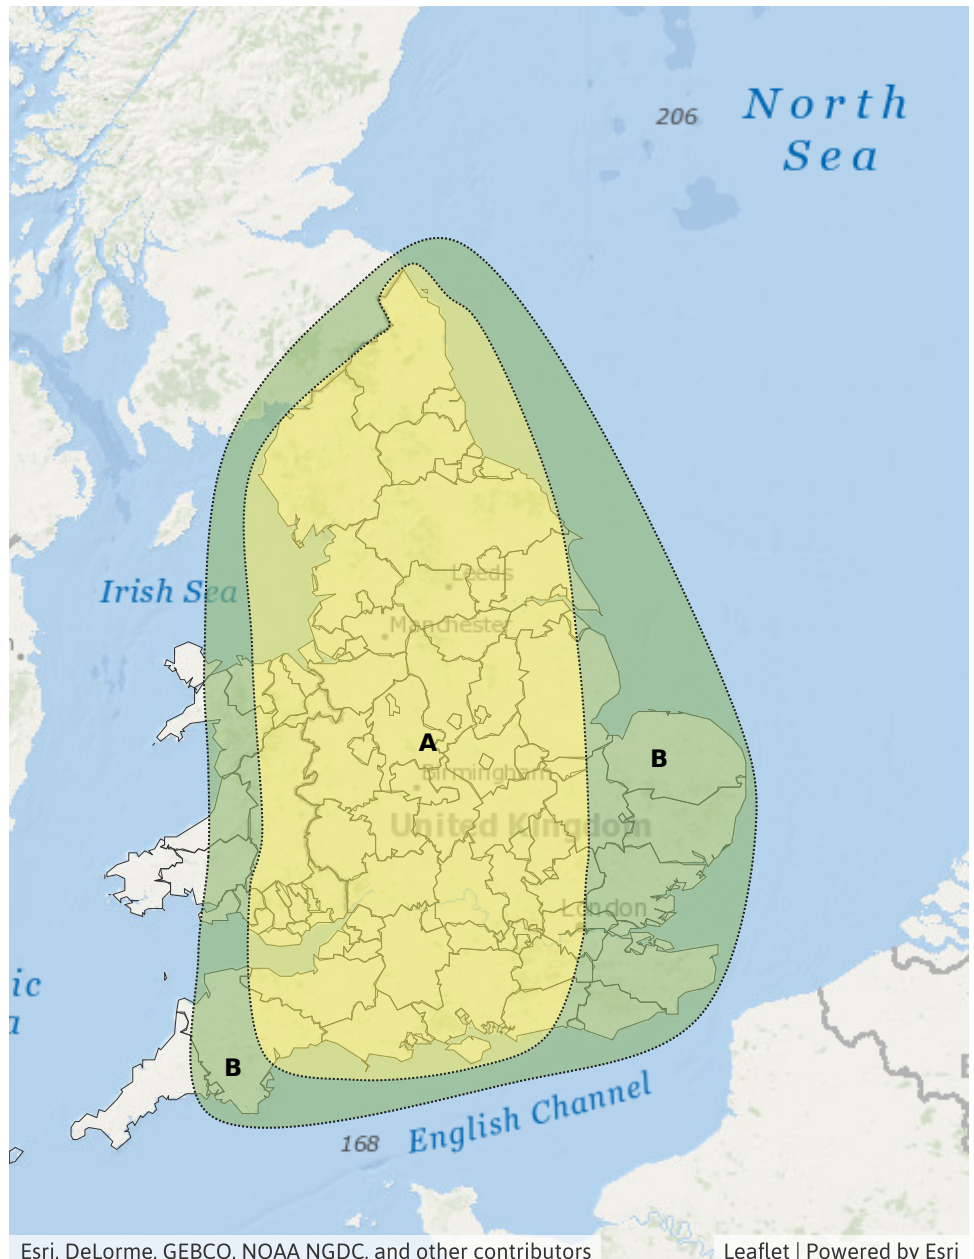 206
North
Sea
Irish Sea
Leeds
Manchester
A
B
Birmingham
United Kingdom
London
ic
a
B
E
English Channel
168
Esri, DeLorme, GEBCO, NOAA NGDC, and other contributors
Leaflet | Powered by Esri